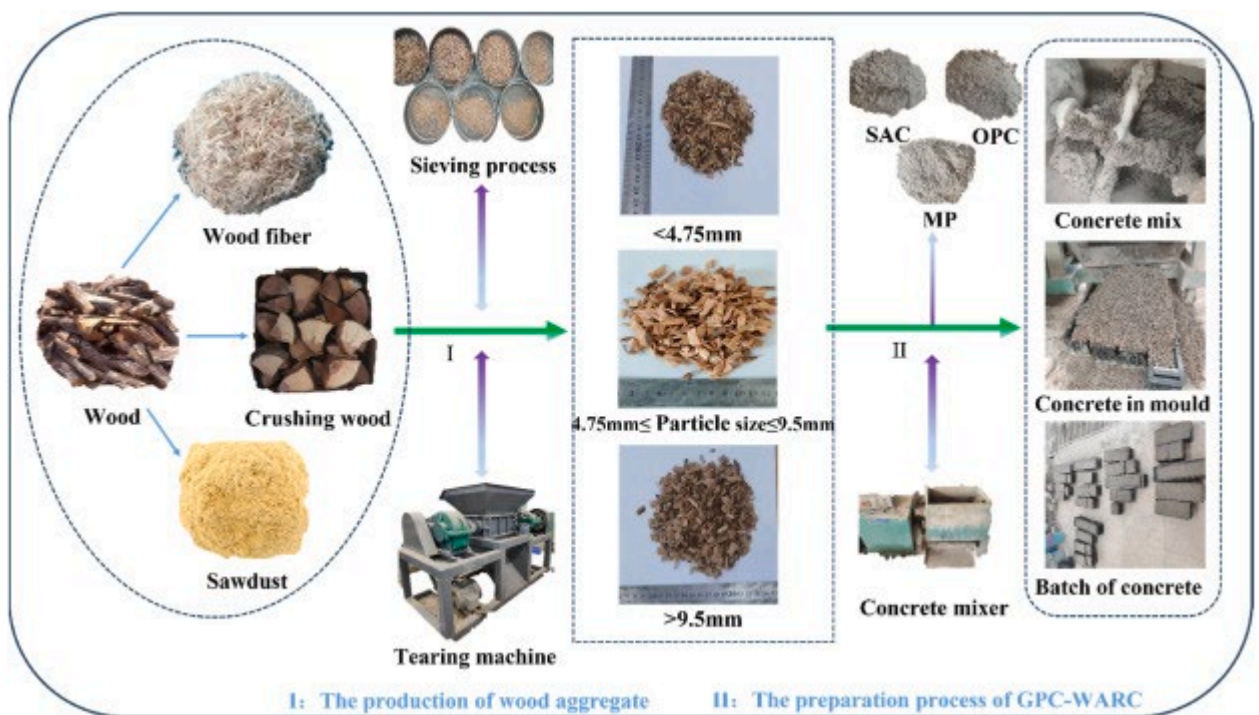 Wood fiber
Wood
Crushing wood
Sawdust
Sieving process
I
Tearing machine
<4.75mm
4.75mm≤ Particle size≤9.5mm
>9.5mm
SAC
OPC
MP
II
Concrete mixer
Concrete mix
Concrete in mould
Batch of concrete
I: The production of wood aggregate
II: The preparation process of GPC-WARC